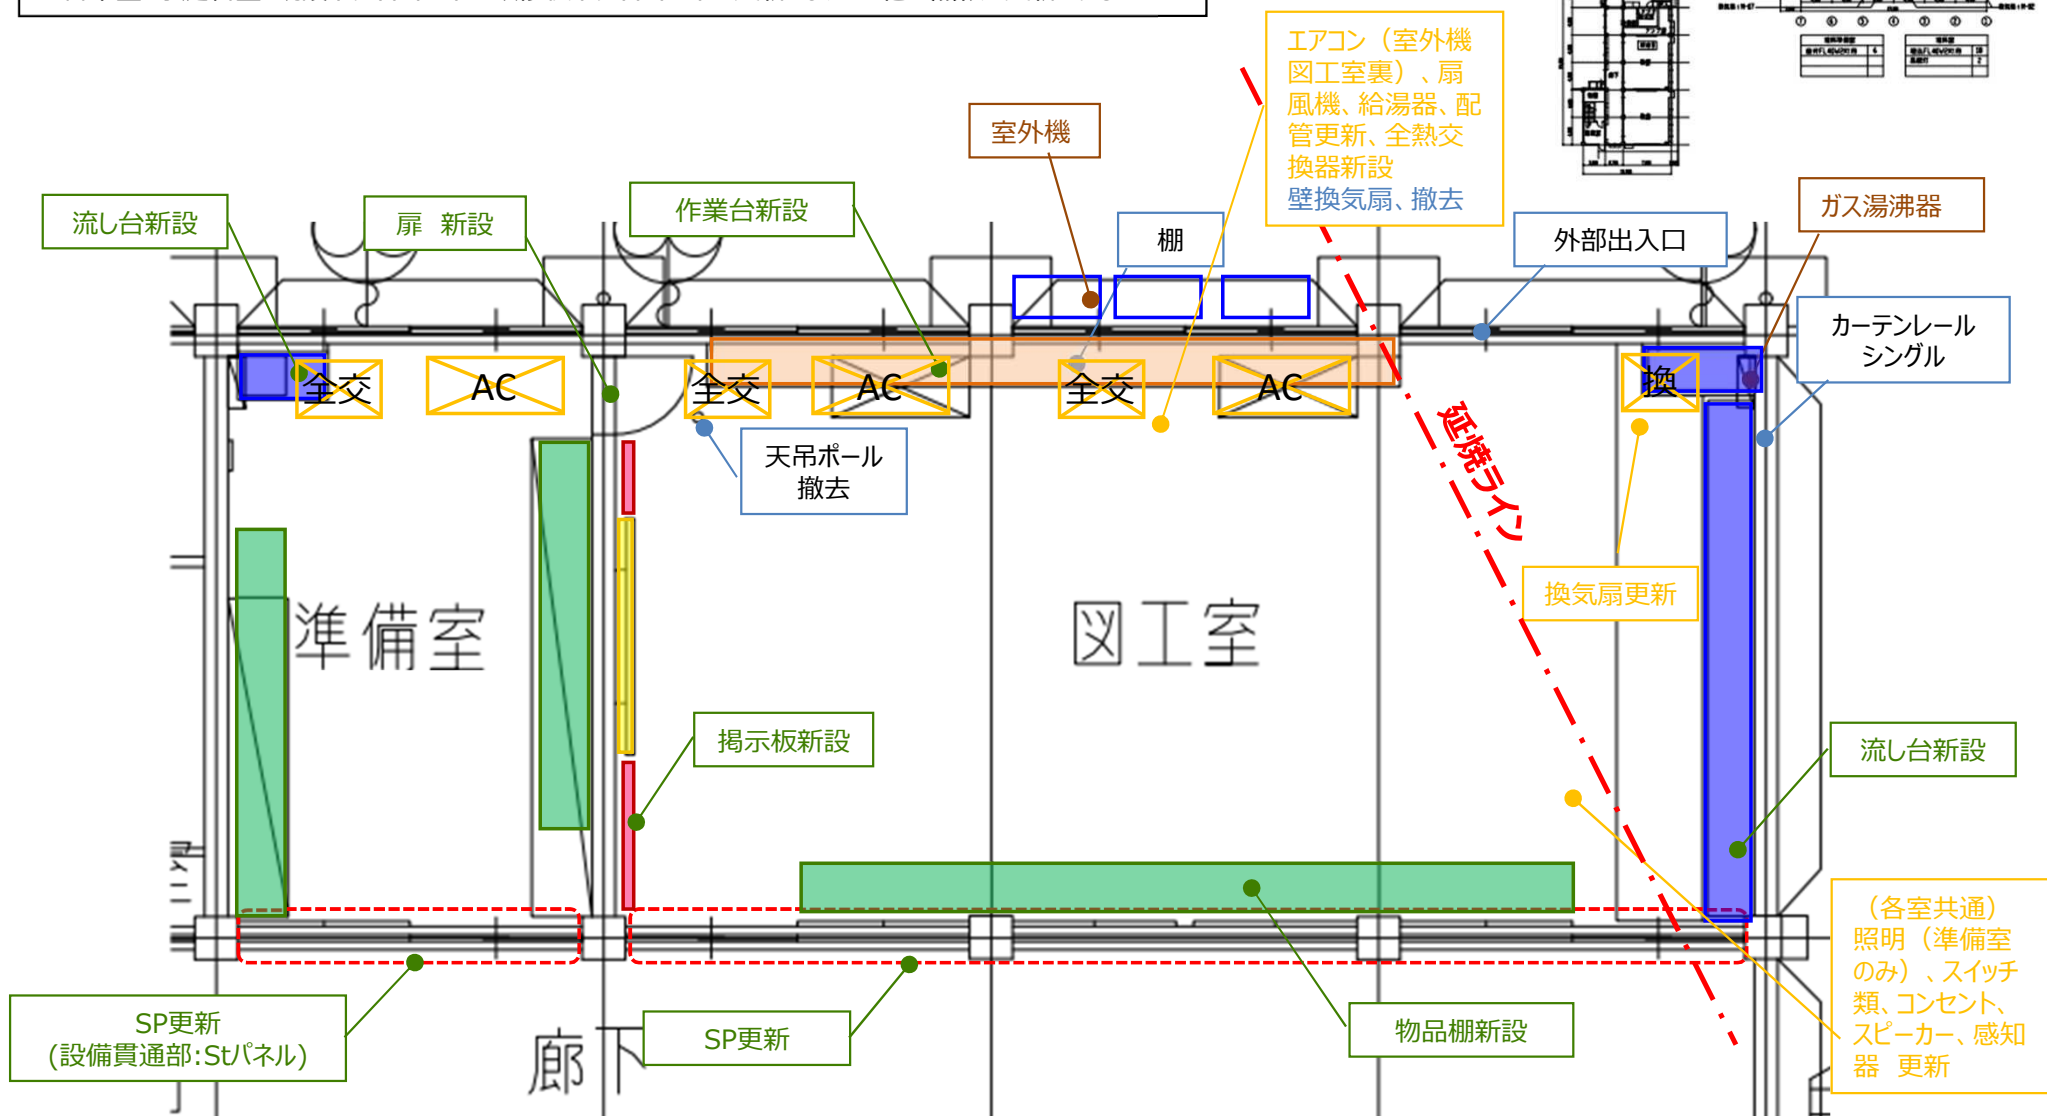 エアコン（室外機
図工室裏）、扇
風機、給湯器、配
管更新、全熱交
換器新設
壁換気扇、撤去
室外機
流し台新設
扉　新設
作業台新設
棚
外部出入口
ガス湯沸器
カーテンレール
シングル
全交
AC
全交
AC
全交
AC
換
天吊ポール
撤去
延焼ライン
換気扇更新
準備室
図工室
掲示板新設
流し台新設
（各室共通）
照明（準備室
のみ）、スイッチ
類、コンセント、
スピーカー、感知
器　更新
SP更新
(設備貫通部:Stパネル)
廊下
SP更新
物品棚新設